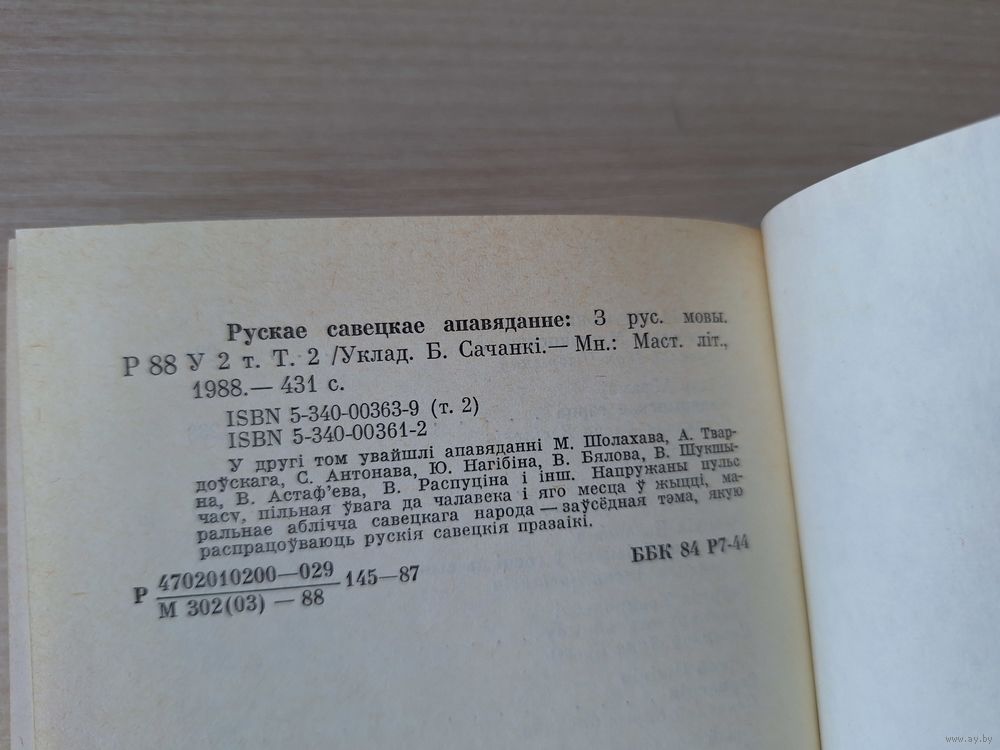 Рускае савецкае апавяданне: З рус. мовы.
Р 88 У 2 т. Т. 2 /Уклад. Б. Сачанкі.— Мн.: Маст. літ.,
1988.— 431 с.
ISBN 5-340-00363-9 (т. 2)
ISBN 5-340-00361-2
У другі том увайшлі апавяданні М. Шолахава, А. Твар-
доўскага, С. Антонава, Ю. Нагібіна, В. Бялова, В. Шукшы-
на, В. Астаф'ева, В. Распуціна і інш. Напружаны пульс
часу, пільная ўвага да чалавека і яго месца ў жыцці, ма-
ральнае аблічча савецкага народа — заўсёдная тэма, якую
распрацоўваюць рускія савецкія празаікі.
Р 4702010200—029 145—87
М 302(03) — 88
ББК 84 Р7-44
www.ay.by